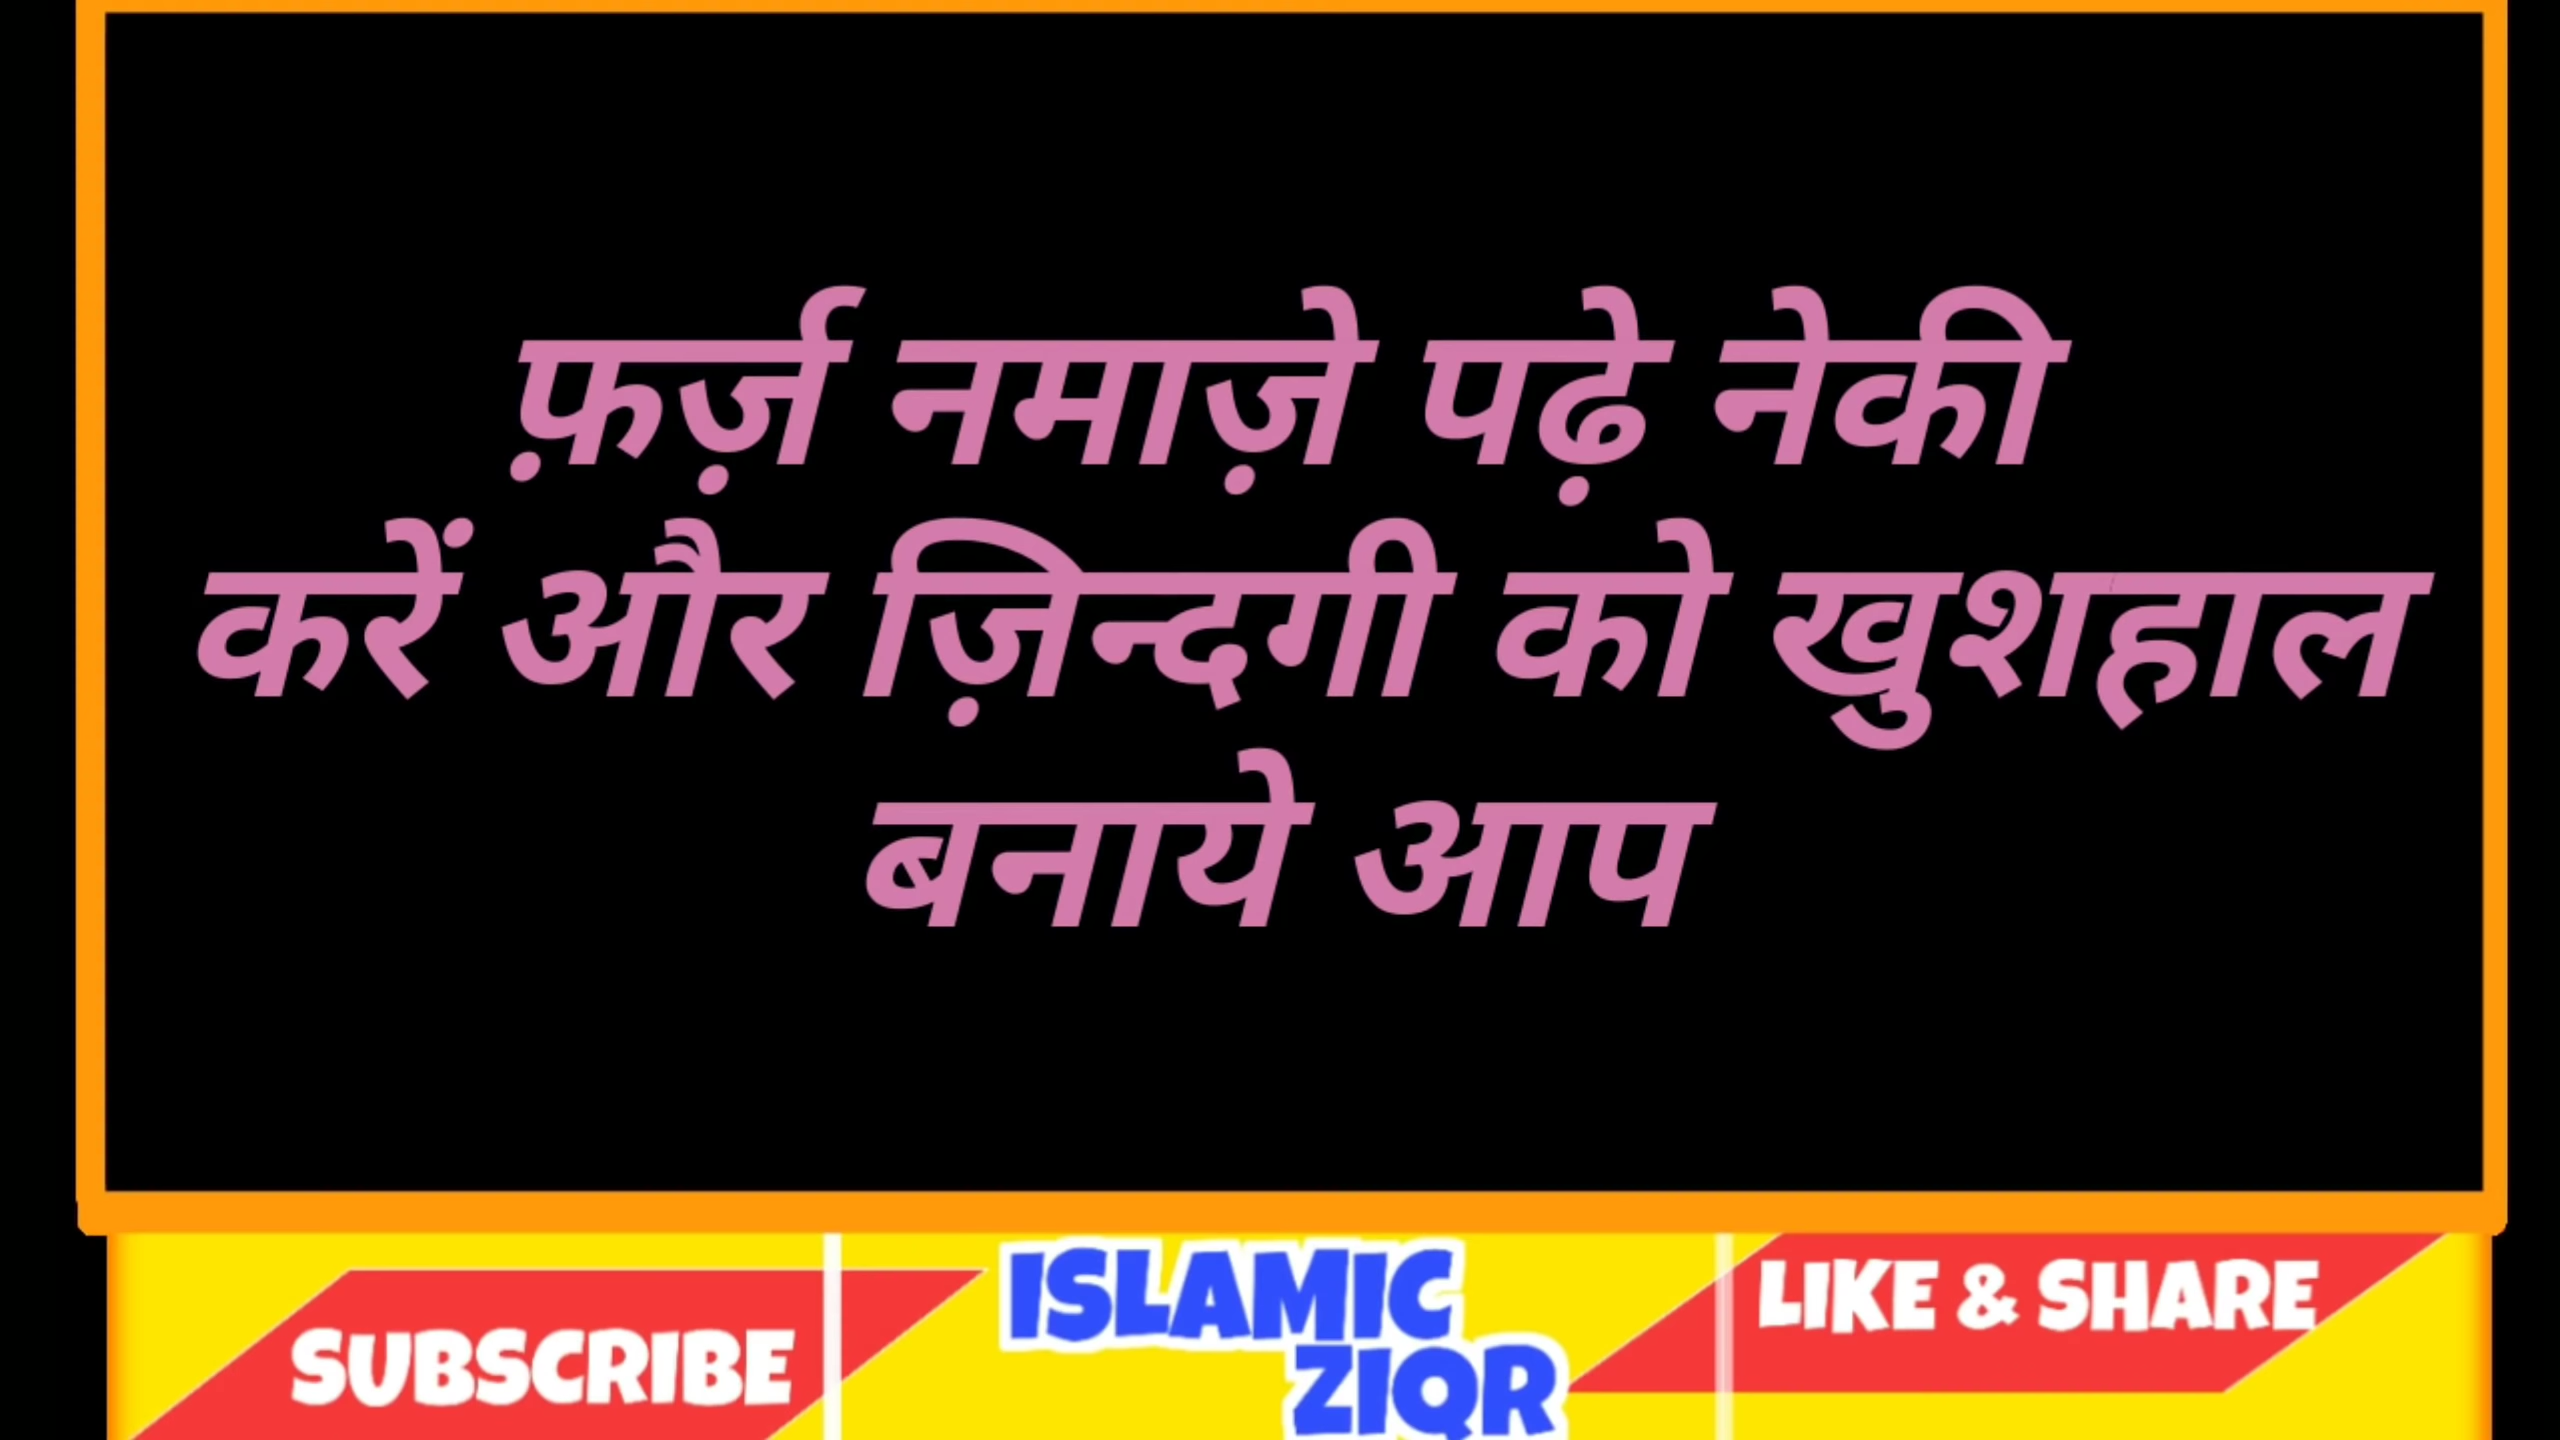 फ़र्ज़ नमाज़े पढ़े नेकी
करें और ज़िन्दगी को खुशहाल
बनाये आप
SUBSCRIBE
ISLAMIC
ZIQR
LIKE & SHARE